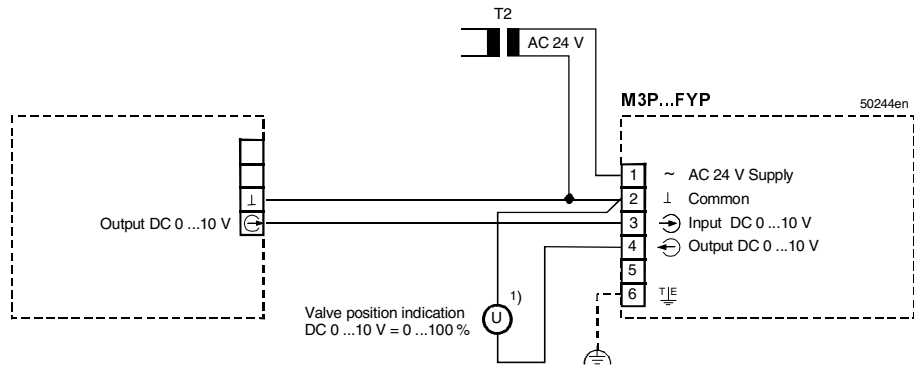 T2
AC 24 V
M3P...FYP
50244en
1 ~ AC 24 V Supply
⊥ 2 ⊥ Common
Output DC 0 ...10 V 3 Input DC 0 ...10 V
4 Output DC 0 ...10 V
5
6 T E
1)
Valve position indication U
DC 0 ...10 V = 0 ...100 %